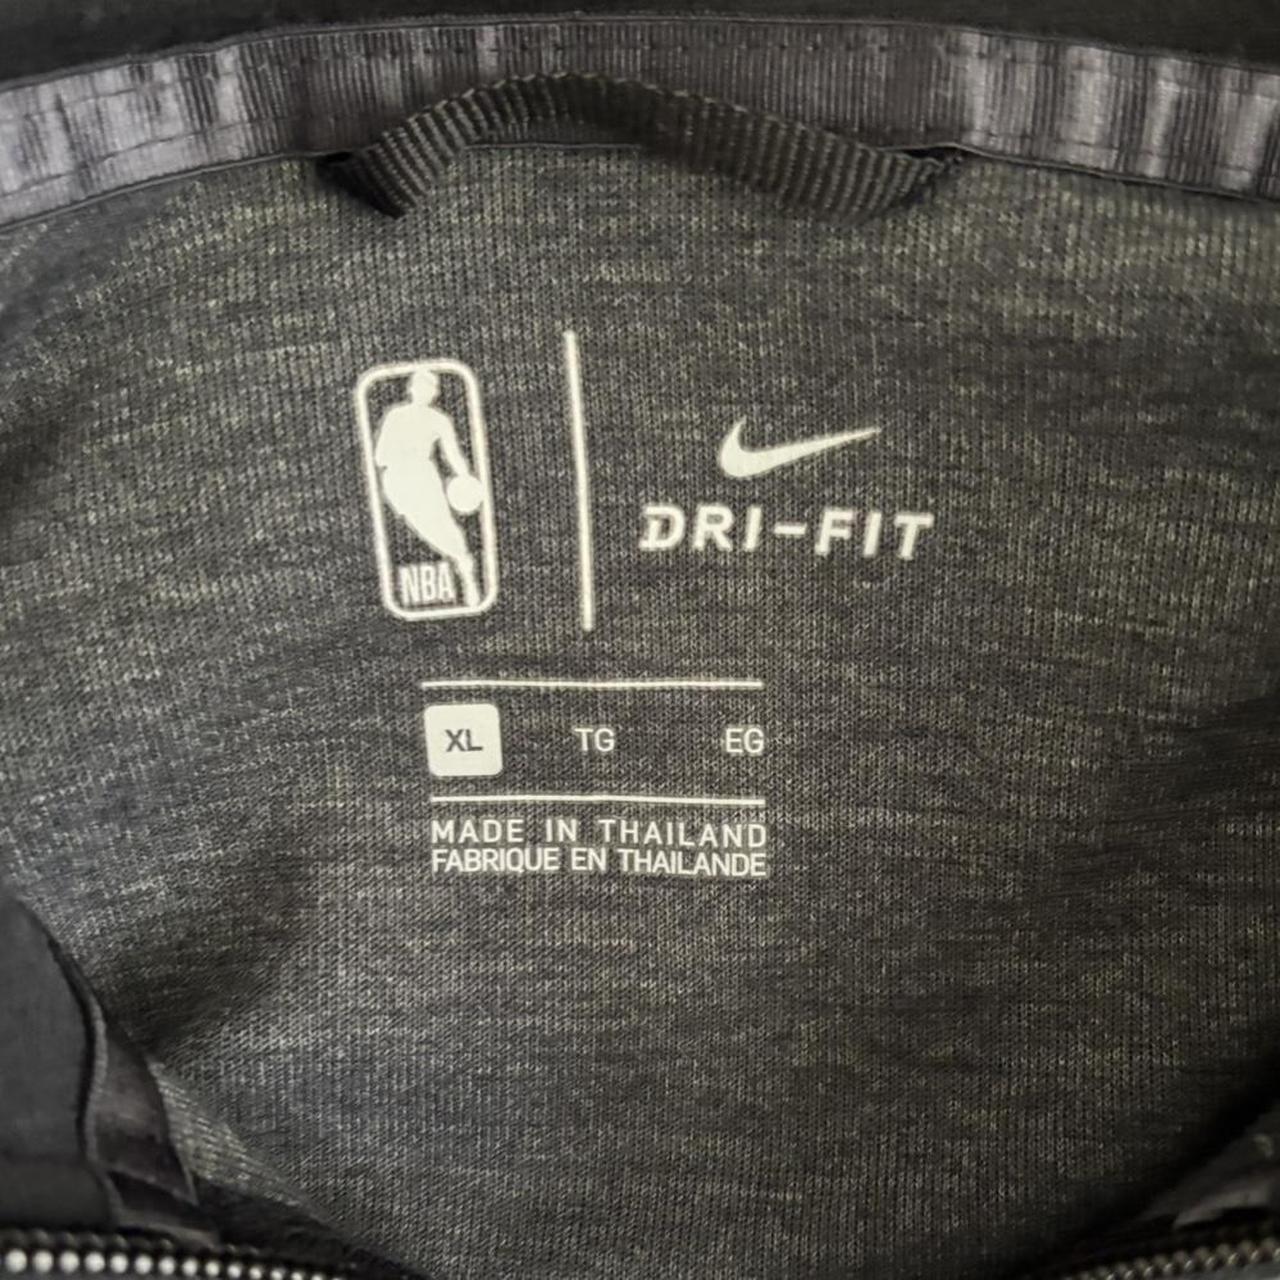 NBA
DRI-FIT
XL TG EG
MADE IN THAILAND
FABRIQUE EN THAILANDE